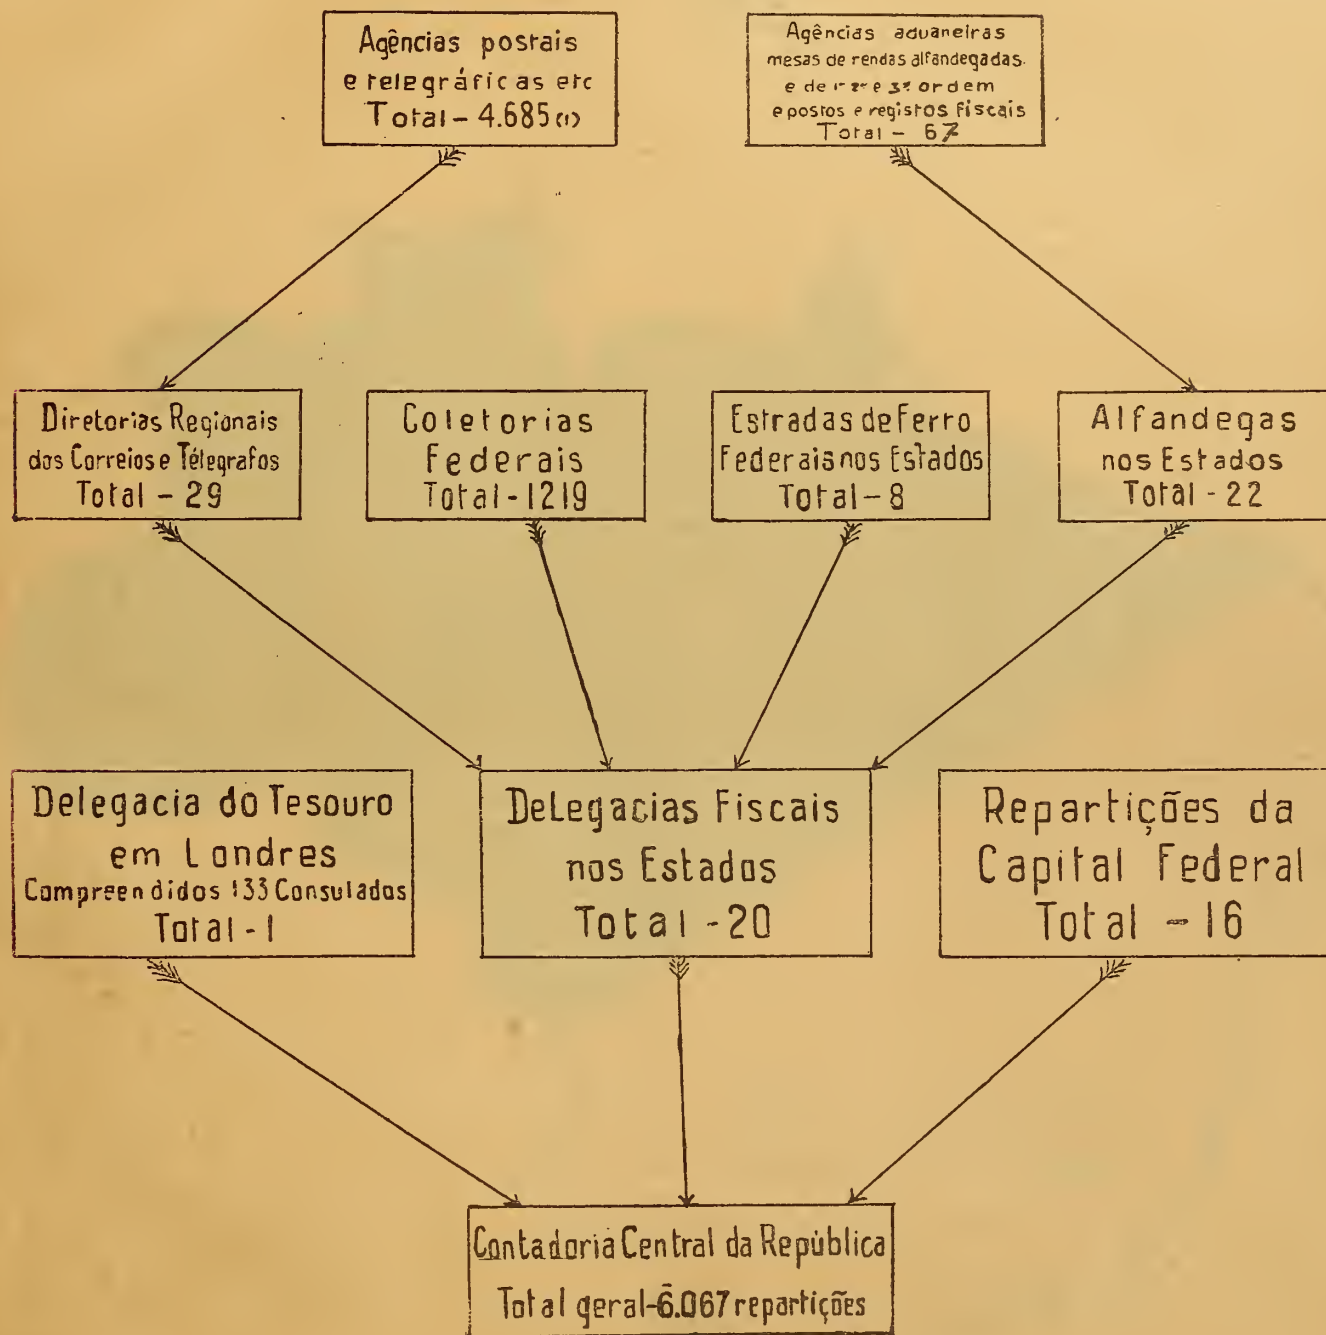 Agências postais
e telegráficas etc
Total - 4.685 (1)
Agências aduaneiras
mesas de rendas alfandegadas
e de 1ª 2ª e 3ª ordem
e postos e registos fiscais
Total - 67
Diretorias Regionais
dos Correios e Télegrafos
Total - 29
Coletorias
Federais
Total - 1219
Estradas de Ferro
Federais nos Estados
Total - 8
Alfandegas
nos Estados
Total - 22
Delegacia do Tesouro
em Londres
Compreendidos 133 Consulados
Total - 1
Delegacias Fiscais
nos Estados
Total - 20
Repartições da
Capital Federal
Total - 16
Contadoria Central da República
Total geral - 6.067 repartições